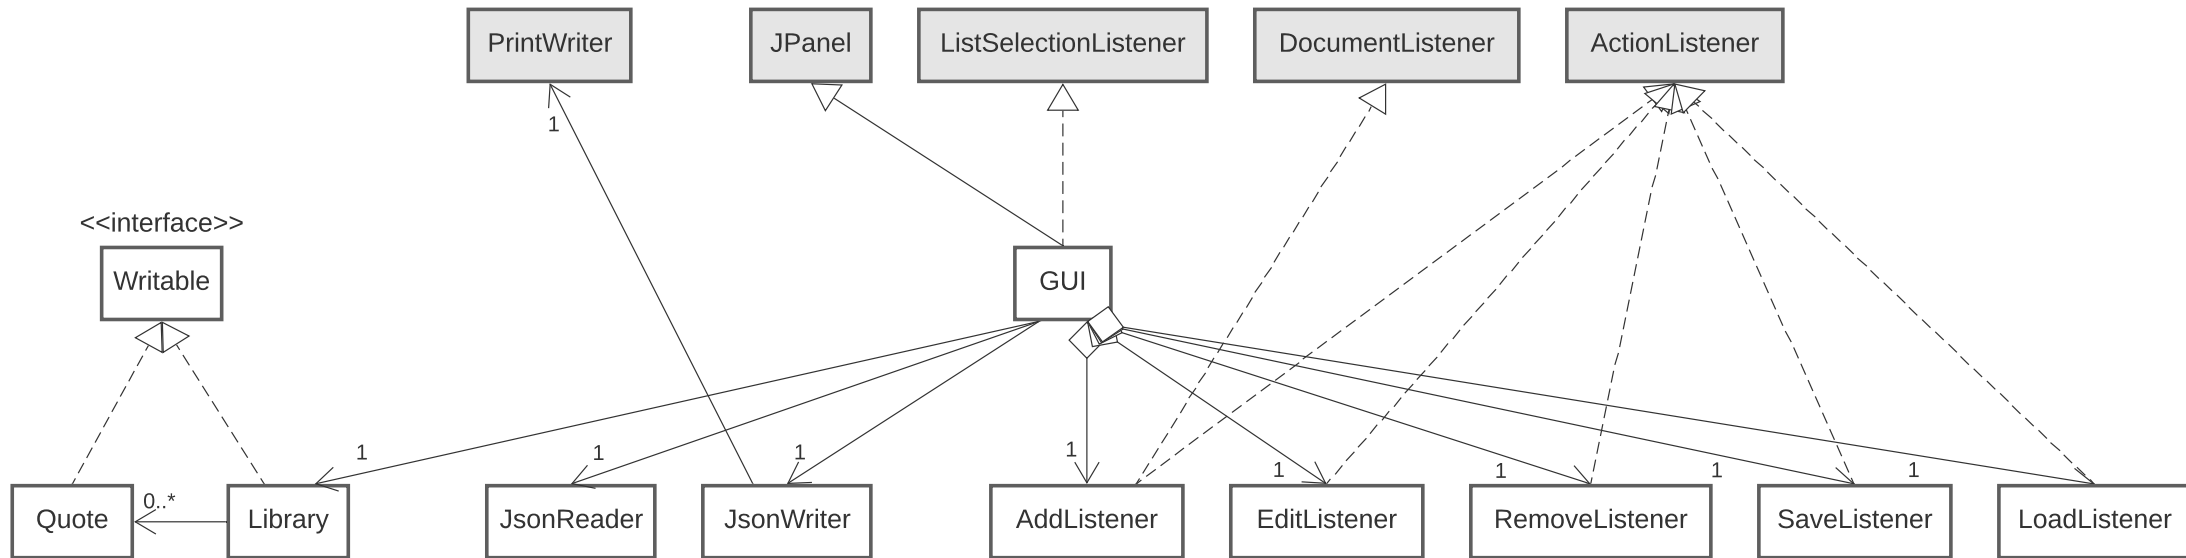 PrintWriter
JPanel
ListSelectionListener
DocumentListener
ActionListener
1
<<interface>>
Writable
GUI
1
1
1
1
1
1
1
1
0..*
Quote
Library
JsonReader
JsonWriter
AddListener
EditListener
RemoveListener
SaveListener
LoadListener